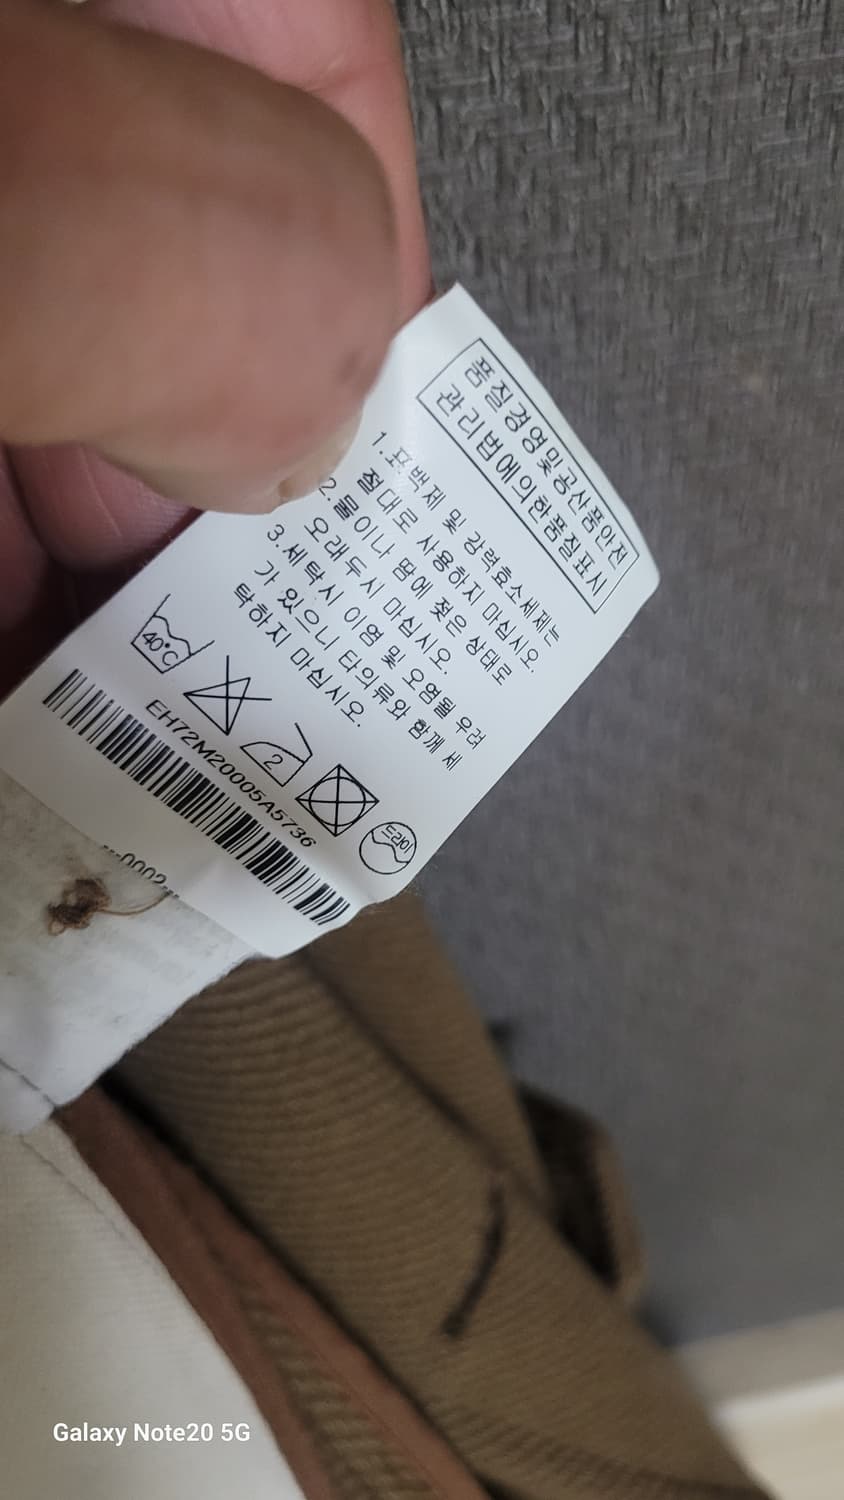 품질경영및공산품안전
관리법에의한품질표시
1.표백제 및 강력효소세제는
절대로 사용하지 마십시오.
2.물이나 땀에 젖은 상태로
오래두시 마십시오.
3.세탁시 이염 및 오염될 우려
가 있으니 타의류와 함께 세
탁하지 마십시오.
40°C
2
드라이
EH72M20005A5736
0002
Galaxy Note20 5G